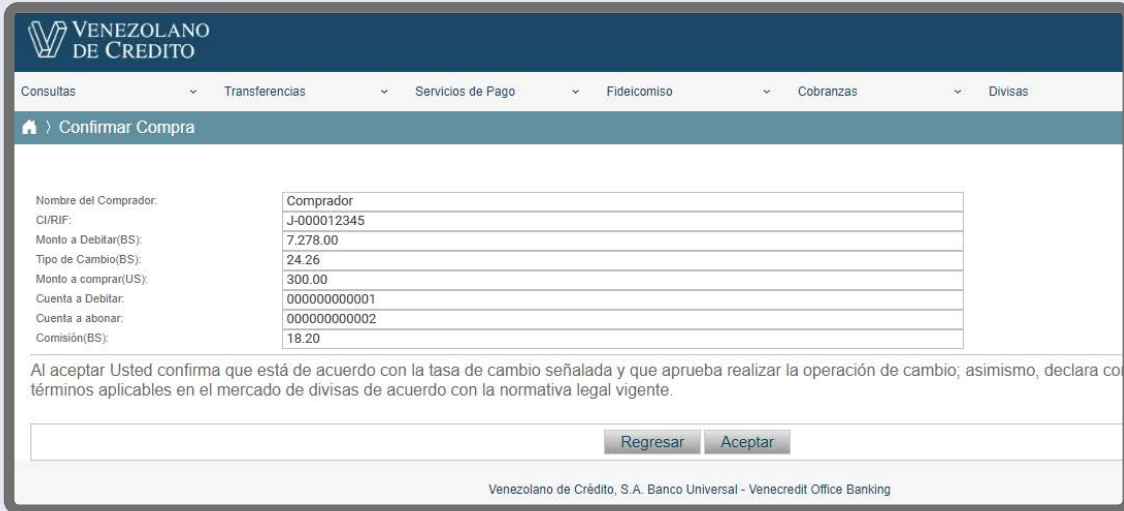 VENEZOLANO
DE CREDITO
Consultas Transferencias Servicios de Pago Fideicomiso Cobranzas Divisas
Confirmar Compra
Nombre del Comprador: Comprador
CI/RIF: J-000012345
Monto a Debitar(BS): 7.278.00
Tipo de Cambio(BS): 24.26
Monto a comprar(US): 300.00
Cuenta a Debitar: 000000000001
Cuenta a abonar: 000000000002
Comisión(BS): 18.20
Al aceptar Usted confirma que está de acuerdo con la tasa de cambio señalada y que aprueba realizar la operación de cambio; asimismo, declara
términos aplicables en el mercado de divisas de acuerdo con la normativa legal vigente.
Regresar Aceptar
Venezolano de Crédito, S.A. Banco Universal - Venecredit Office Banking